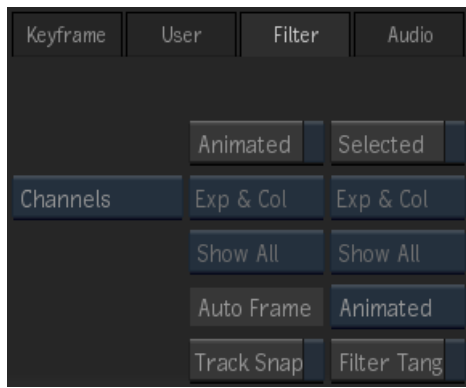 Keyframe User Filter Audio
Animated Selected
Channels Exp & Col Exp & Col
Show All Show All
Auto Frame Animated
Track Snap Filter Tang